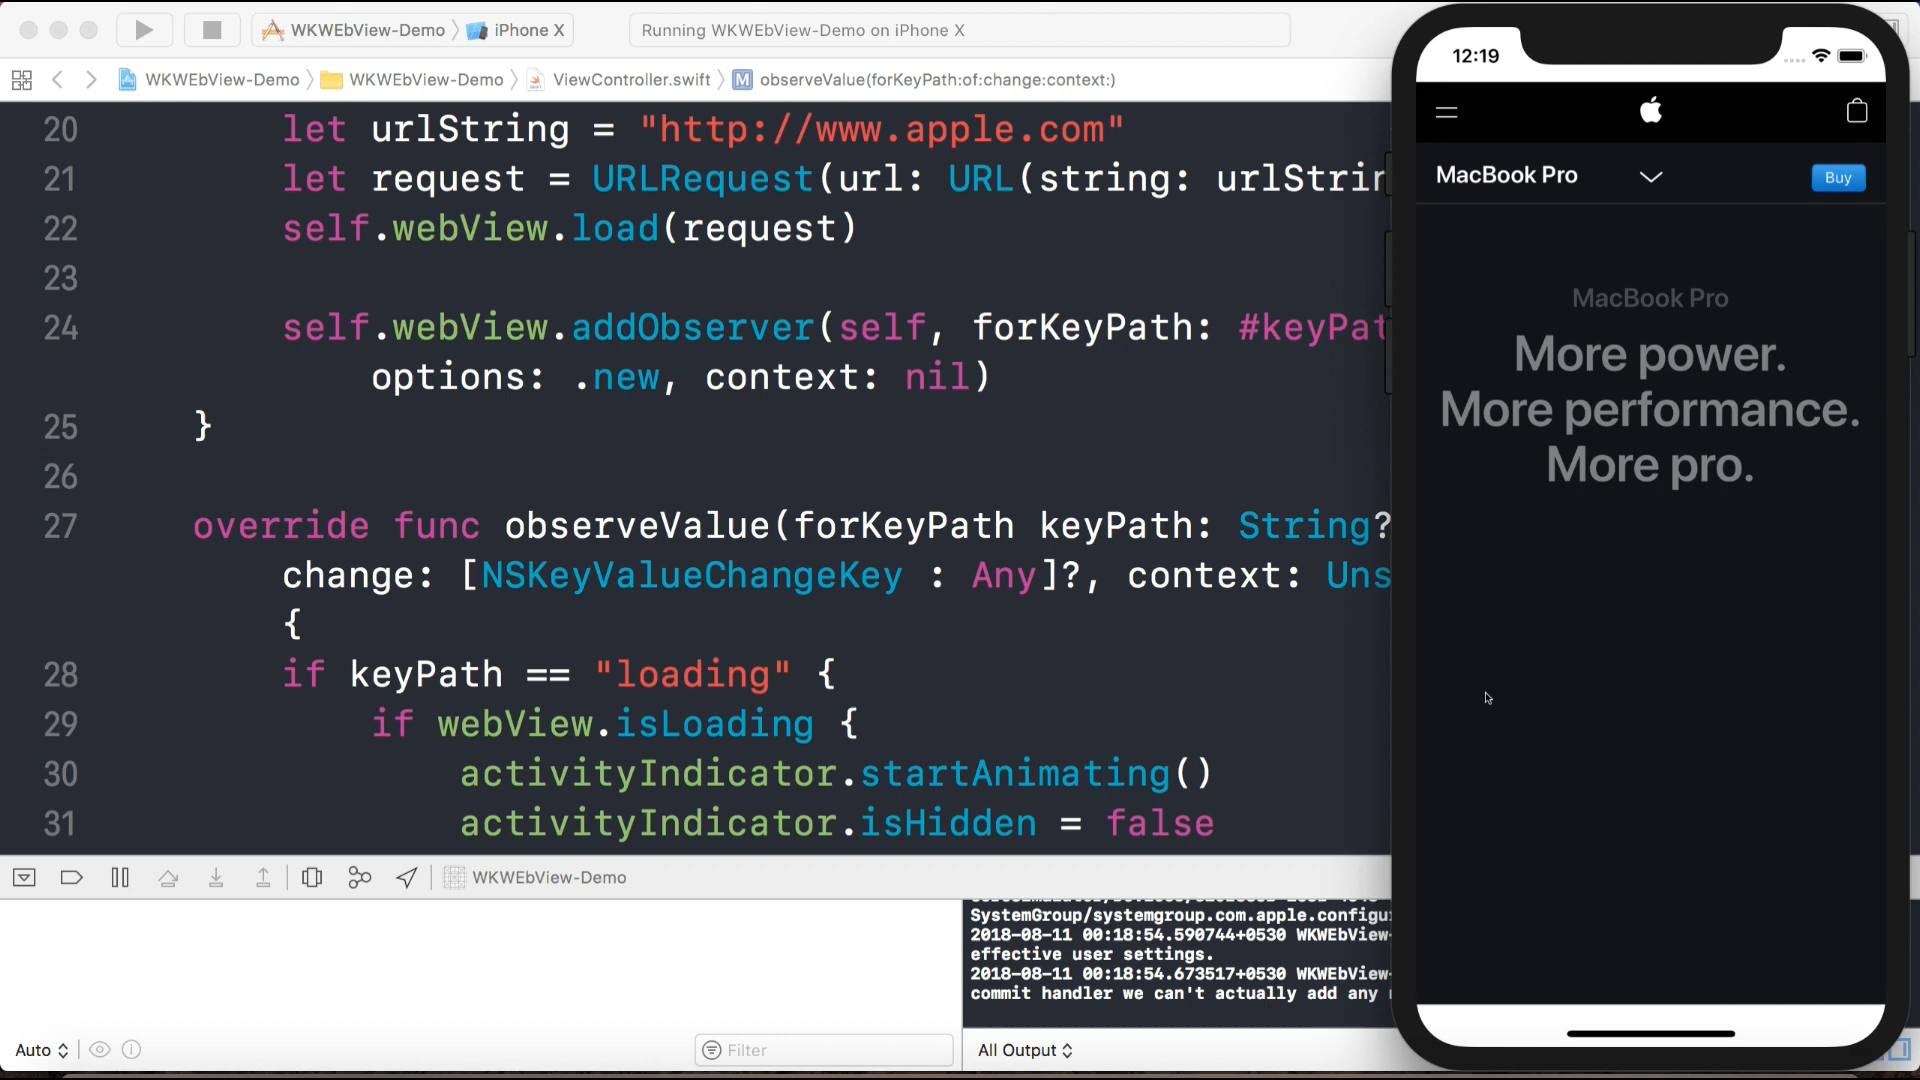 WKWEbView-Demo iPhone X
Running WKWEbView-Demo on iPhone X
WKWEbView-Demo WKWEbView-Demo ViewController.swift M observeValue(forKeyPath:of:change:context:)
20 let urlString = "http://www.apple.com"
21 let request = URLRequest(url: URL(string: urlStrin
22 self.webView.load(request)
23
24 self.webView.addObserver(self, forKeyPath: #keyPat
options: .new, context: nil)
25 }
26
27 override func observeValue(forKeyPath keyPath: String?
change: [NSKeyValueChangeKey : Any]?, context: Uns
{
28 if keyPath == "loading" {
29 if webView.isLoading {
30 activityIndicator.startAnimating()
31 activityIndicator.isHidden = false
WKWEbView-Demo
SystemGroup/systemgroup.com.apple.configu
2018-08-11 00:18:54.590744+0530 WKWEbView-
effective user settings.
2018-08-11 00:18:54.673517+0530 WKWEbView-
commit handler we can't actually add any
Auto
Filter
All Output
12:19
MacBook Pro
Buy
MacBook Pro
More power.
More performance.
More pro.